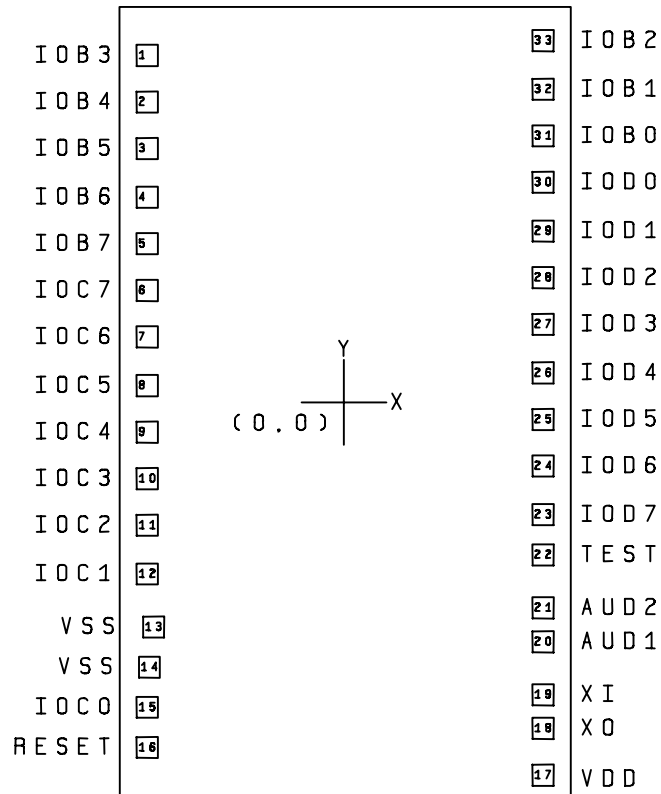 IOB3 1 33 IOB2
IOB4 2 32 IOB1
IOB5 3 31 IOB0
IOB6 4 30 IOD0
IOB7 5 29 IOD1
IOC7 6 28 IOD2
IOC6 7 27 IOD3
Y
IOC5 8 26 IOD4
X
IOC4 9 (0.0) 25 IOD5
IOC3 10 24 IOD6
IOC2 11 23 IOD7
22 TEST
IOC1 12
21 AUD2
VSS 13
20 AUD1
VSS 14
19 XI
IOC0 15
18 XO
RESET 16
17 VDD